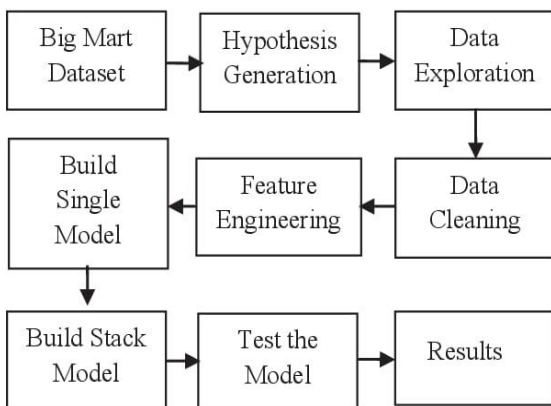 Big Mart
Dataset
Hypothesis
Generation
Data
Exploration
Build
Single
Model
Feature
Engineering
Data
Cleaning
Build Stack
Model
Test the
Model
Results